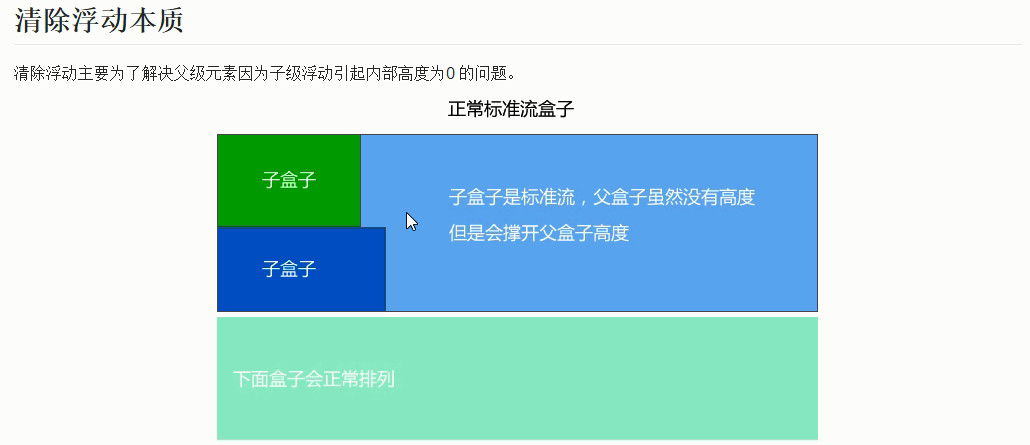 清除浮动本质
清除浮动主要为了解决父级元素因为子级浮动引起内部高度为0 的问题。
正常标准流盒子
子盒子
子盒子是标准流，父盒子虽然没有高度
但是会撑开父盒子高度
子盒子
下面盒子会正常排列